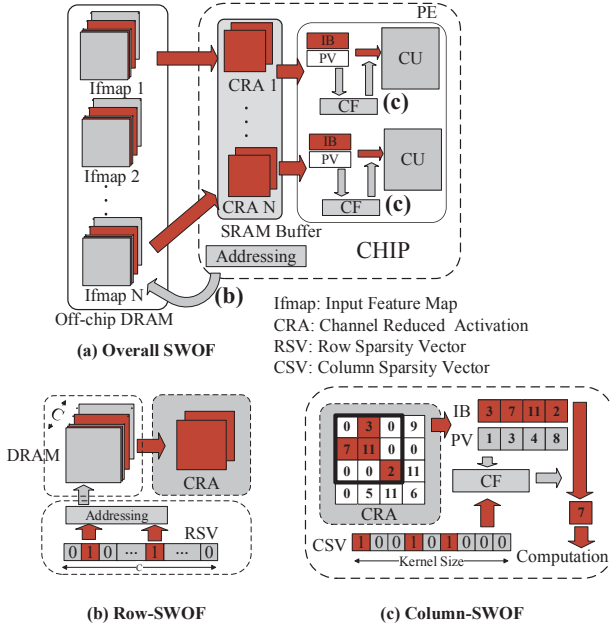 PE
Ifmap 1
CRA 1
IB
PV
CF
(c)
CU
Ifmap 2
Ifmap N
CRA N
IB
PV
CF
(c)
CU
SRAM Buffer
Addressing
CHIP
(b)
Off-chip DRAM
(a) Overall SWOF
Ifmap: Input Feature Map
CRA: Channel Reduced Activation
RSV: Row Sparsity Vector
CSV: Column Sparsity Vector
C
DRAM
CRA
Addressing
RSV
0 1 0 ... 1 ... 0
C
(b) Row-SWOF
0 3 0 9
7 11 0 0
0 0 2 11
0 5 11 6
CRA
IB 3 7 11 2
PV 1 3 4 8
CF
7
CSV 1 0 0 1 0 1 0 0 0
Kernel Size
Computation
(c) Column-SWOF